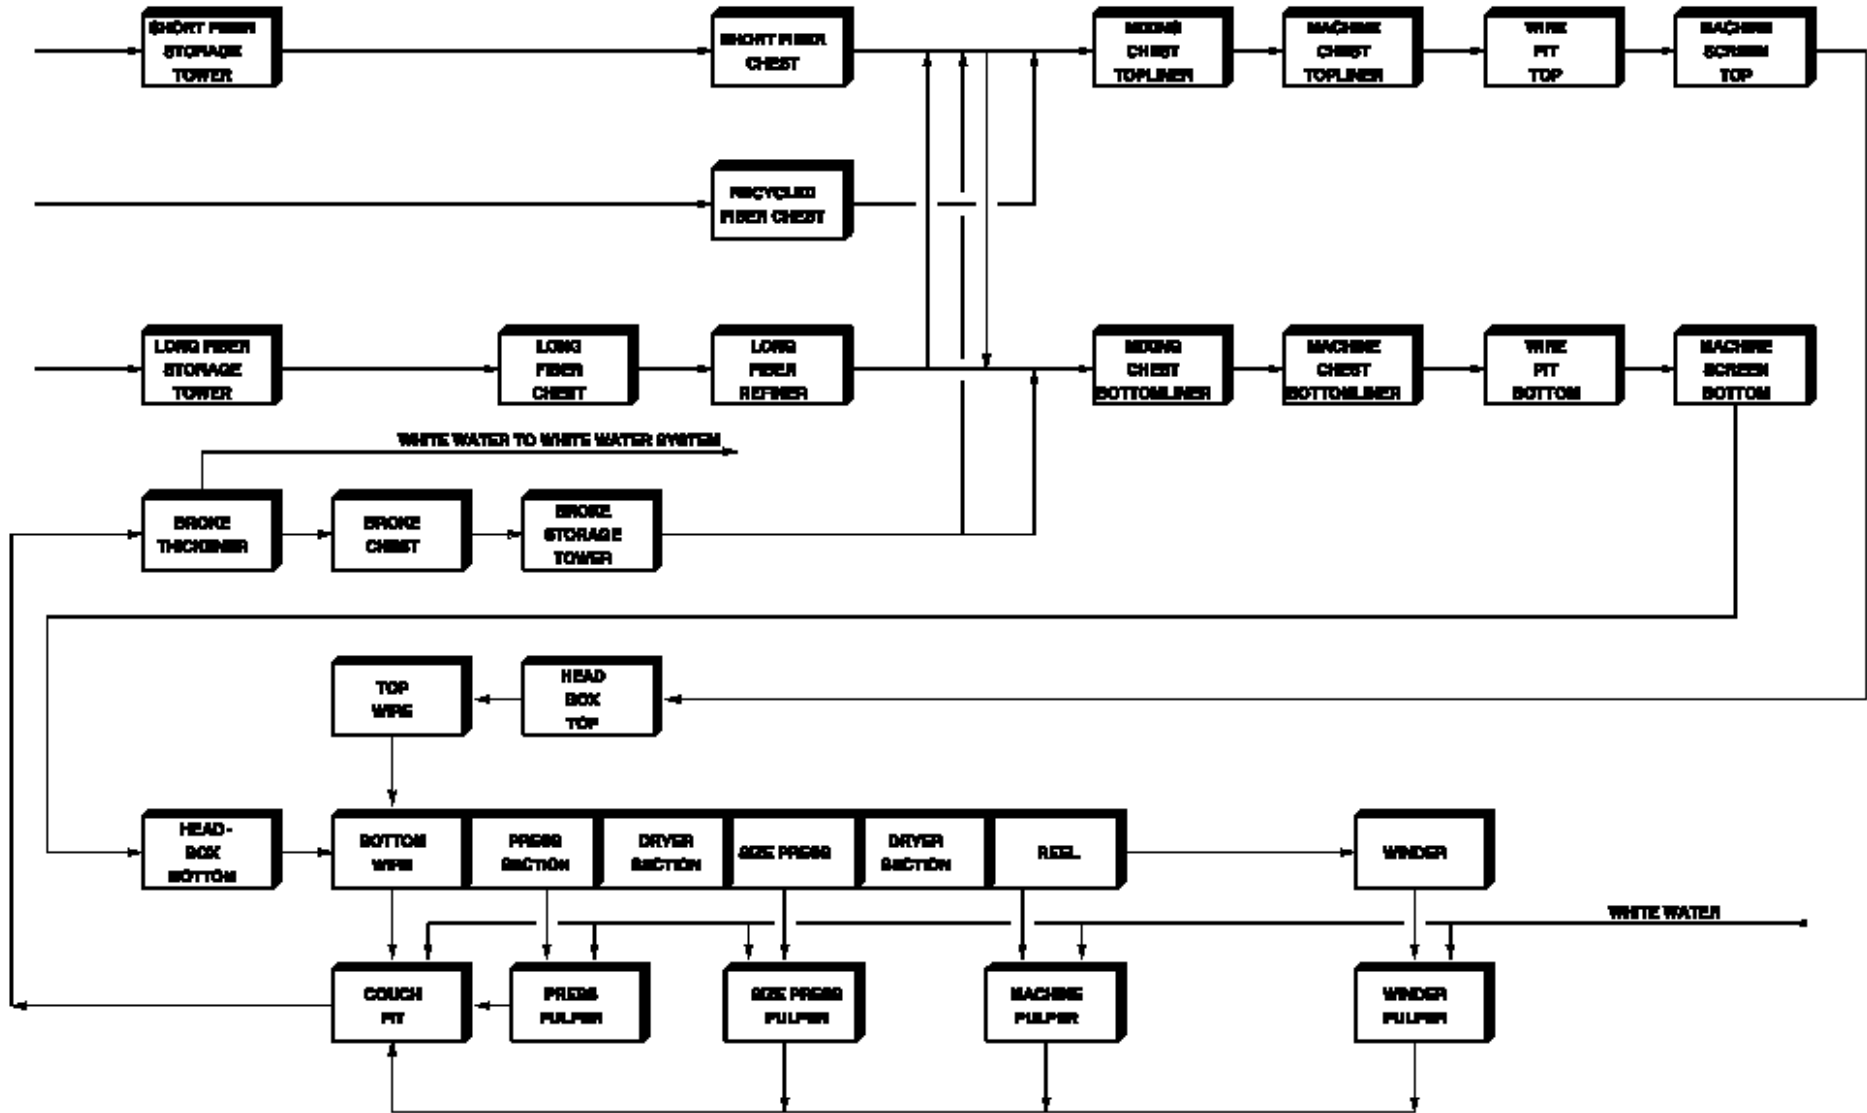 SHORT FIBER
STORAGE
TOWER
SHORT FIBER
CHEST
MIXING
CHEST
TOPLINER
MACHINE
CHEST
TOPLINER
WIRE
PIT
TOP
MACHINE
SCREEN
TOP
RECYCLED
FIBER CHEST
LONG FIBER
STORAGE
TOWER
LONG
FIBER
CHEST
LONG
FIBER
REFINER
MIXING
CHEST
BOTTOMLINER
MACHINE
CHEST
BOTTOMLINER
WIRE
PIT
BOTTOM
MACHINE
SCREEN
BOTTOM
WHITE WATER TO WHITE WATER SYSTEM
BROKE
THICKENER
BROKE
CHEST
BROKE
STORAGE
TOWER
TOP
WIRE
HEAD
BOX
TOP
HEAD-
BOX
BOTTOM
BOTTOM
WIRE
PRESS
SECTION
DRYER
SECTION
SIZE PRESS
DRYER
SECTION
REEL
WINDER
WHITE WATER
COUCH
PIT
PRESS
PULPER
SIZE PRESS
PULPER
MACHINE
PULPER
WINDER
PULPER